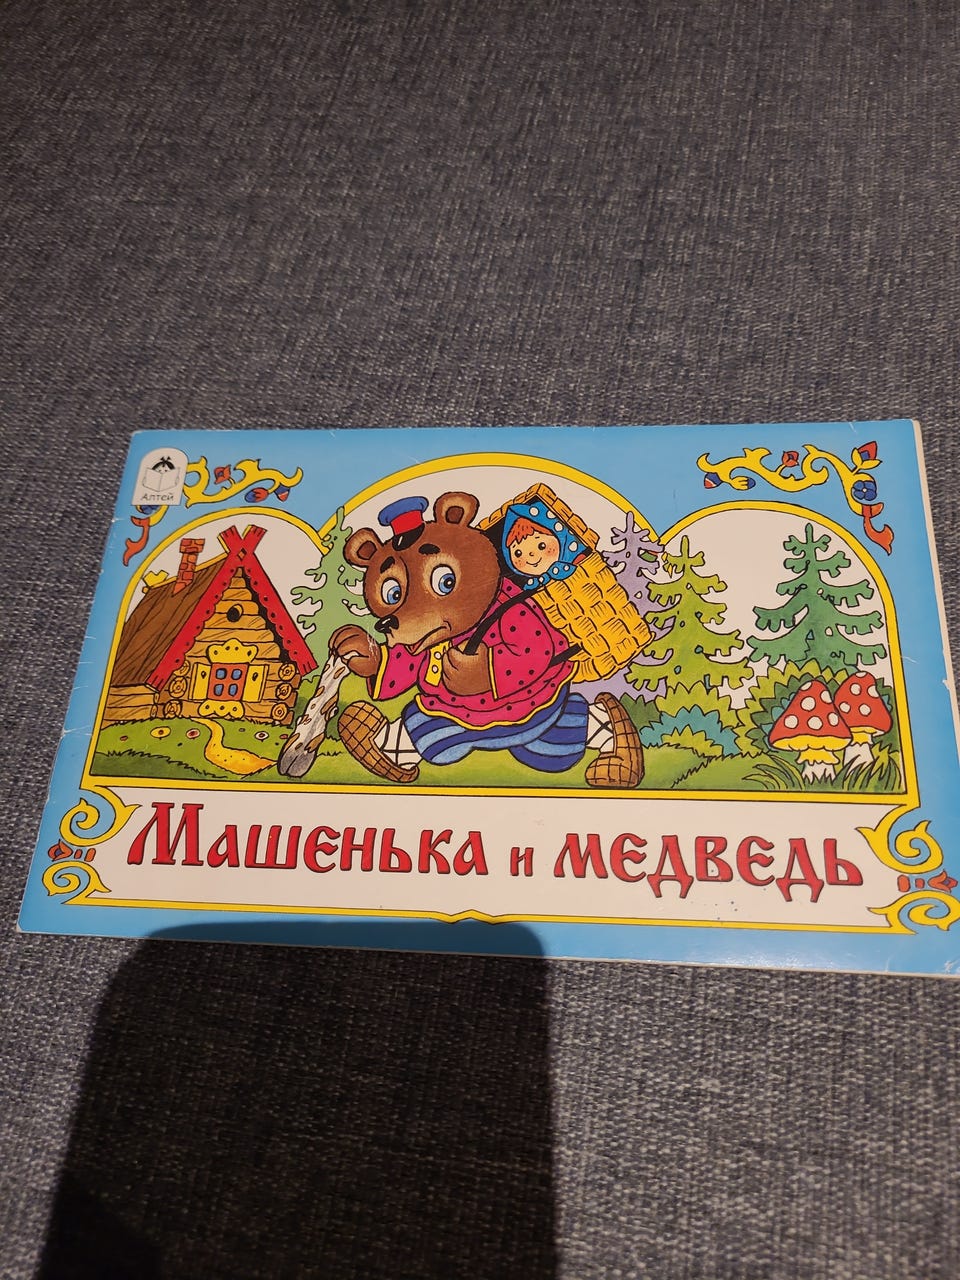 Алтей
Машенька и медведь